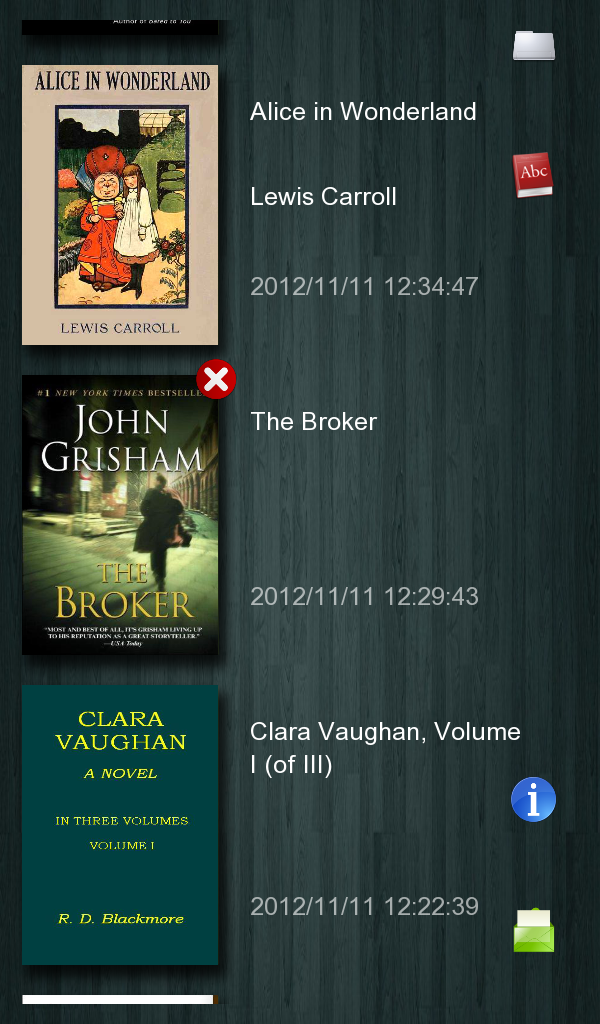 Author of Bared to You
ALICE IN WONDERLAND
LEWIS CARROLL
Alice in Wonderland
Lewis Carroll
2012/11/11 12:34:47
Abc
#1 NEW YORK TIMES BESTSELLE
JOHN
GRISHAM
THE
BROKER
"MOST AND BEST OF ALL, IT'S GRISHAM LIVING UP
TO HIS REPUTATION AS A GREAT STORYTELLER."
—USA Today
The Broker
2012/11/11 12:29:43
CLARA
VAUGHAN
A NOVEL
IN THREE VOLUMES
VOLUME I
R. D. Blackmore
Clara Vaughan, Volume
I (of III)
i
2012/11/11 12:22:39